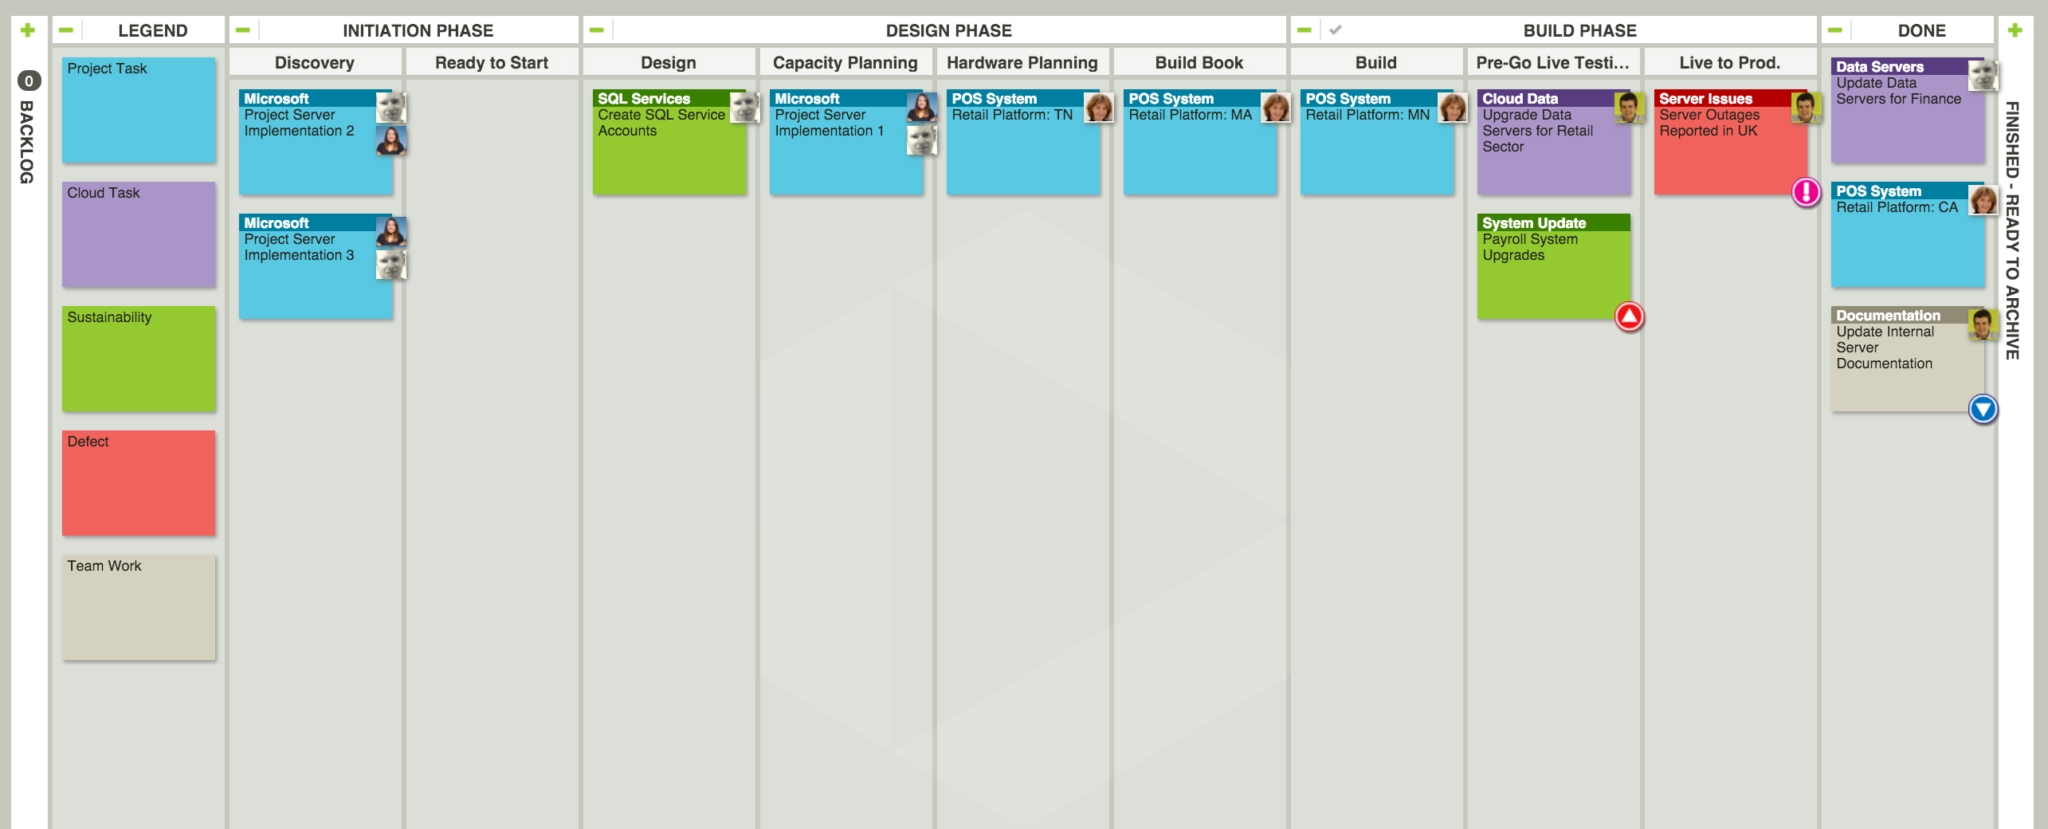 0
BACKLOG
LEGEND
Project Task
Cloud Task
Sustainability
Defect
Team Work
INITIATION PHASE
Discovery
Microsoft
Project Server
Implementation 2
Microsoft
Project Server
Implementation 3
Ready to Start
DESIGN PHASE
Design
SQL Services
Create SQL Service
Accounts
Capacity Planning
Microsoft
Project Server
Implementation 1
Hardware Planning
POS System
Retail Platform: TN
Build Book
POS System
Retail Platform: MA
BUILD PHASE
Build
POS System
Retail Platform: MN
Pre-Go Live Testi...
Cloud Data
Upgrade Data
Servers for Retail
Sector
System Update
Payroll System
Upgrades
Live to Prod.
Server Issues
Server Outages
Reported in UK
DONE
Data Servers
Update Data
Servers for Finance
POS System
Retail Platform: CA
Documentation
Update Internal
Server
Documentation
FINISHED - READY TO ARCHIVE